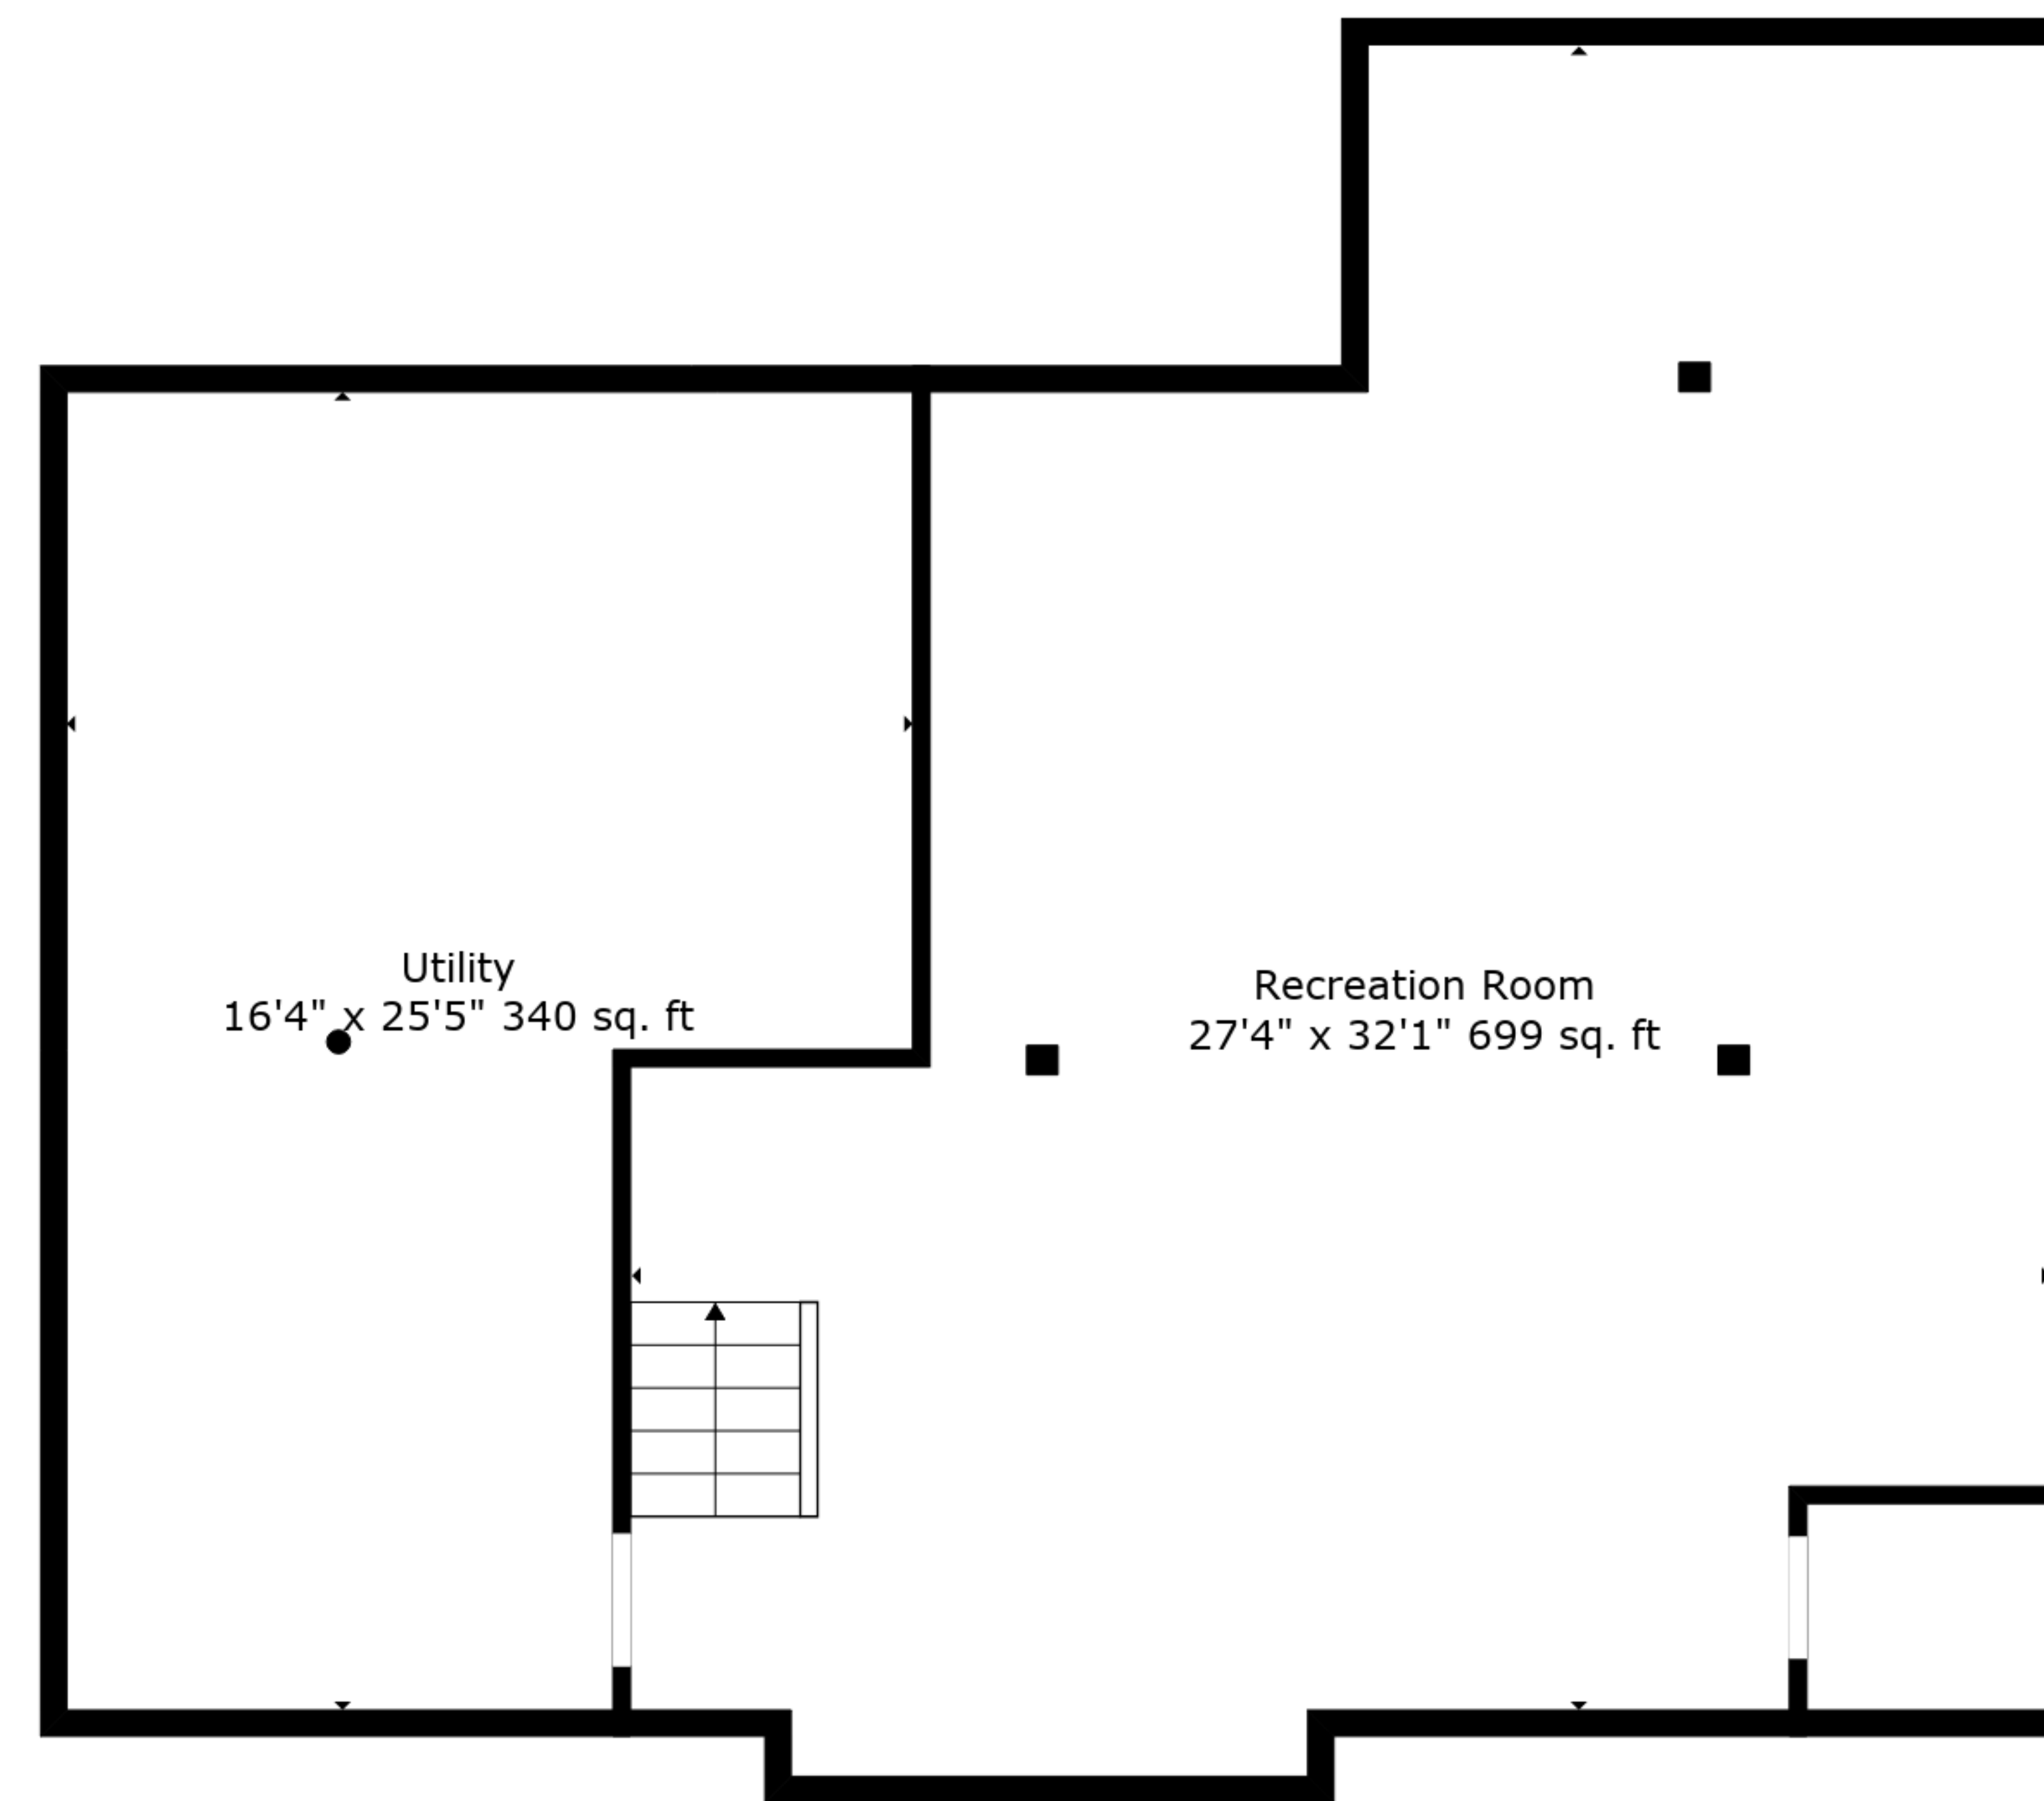 Utility
16'4" x 25'5" 340 sq. ft
Recreation Room
27'4" x 32'1" 699 sq. ft